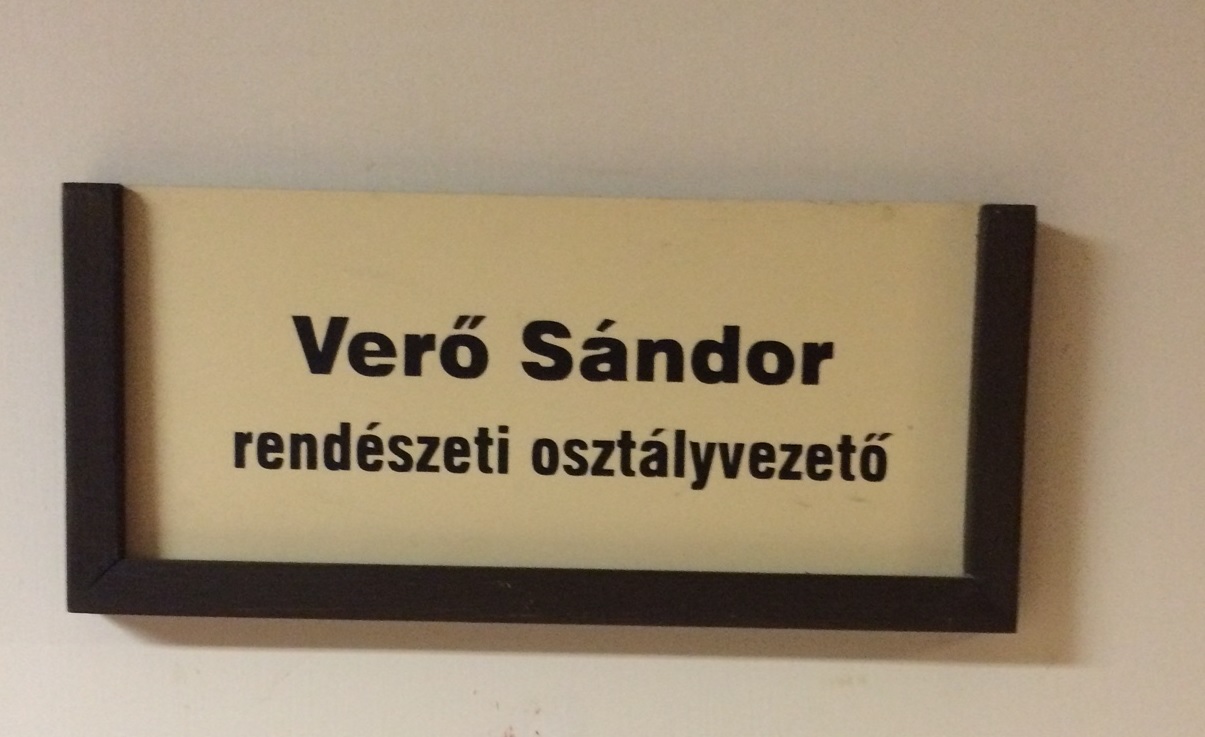 Verő Sándor
rendészeti osztályvezető